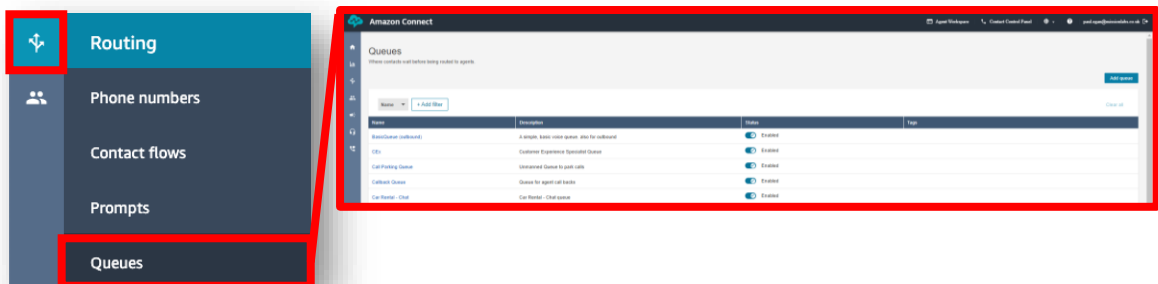 Routing
Phone numbers
Contact flows
Prompts
Queues
Amazon Connect
Agent Workspace
Contact Control Panel
Queues
Where contacts wait before being routed to agents.
Add queue
Name
+ Add filter
Clear all
Name Description Status Tags
BasicQueue (outbound) A simple, basic voice queue, also for outbound Enabled
CEs Customer Experience Specialist Queue Enabled
Call Parking Queue Unmanned Queue to park calls Enabled
Callback Queue Queue for agent call backs Enabled
Car Rental - Chat Car Rental - Chat queue Enabled